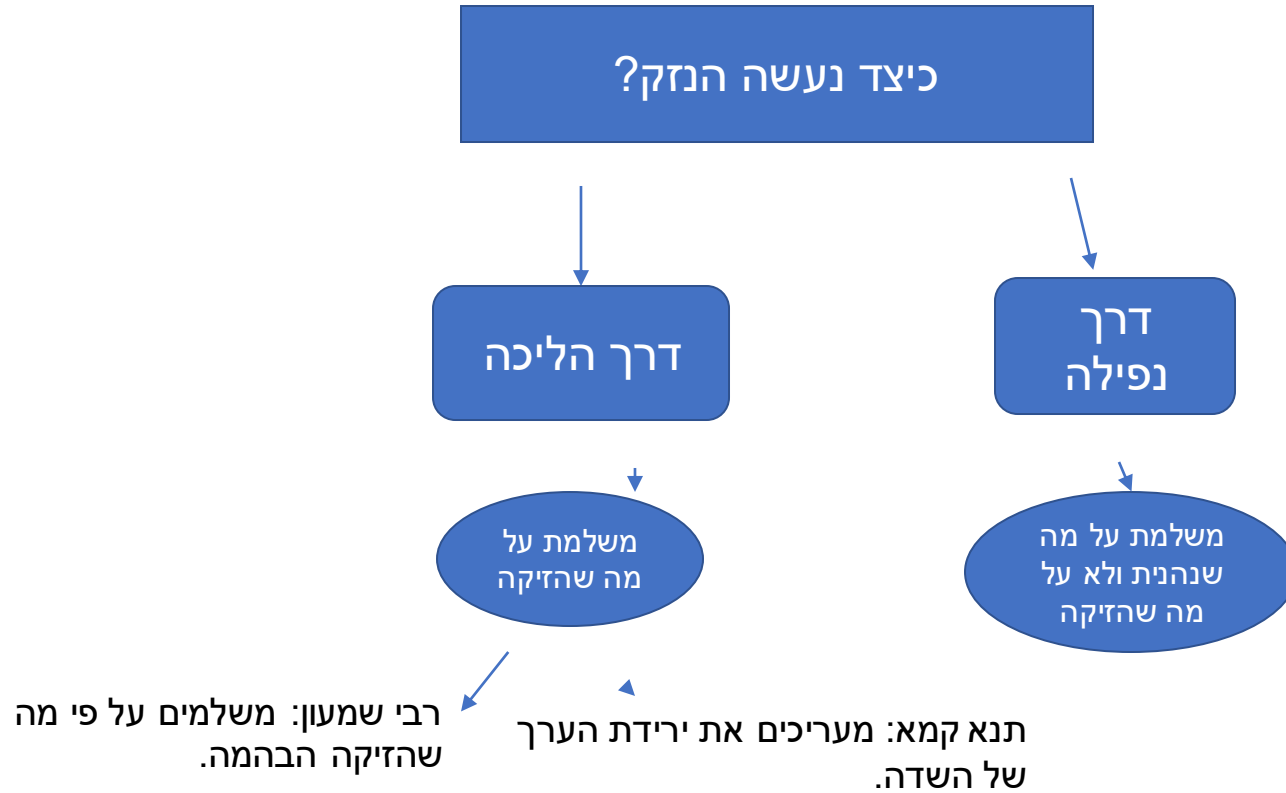 כיצד נעשה הנזק?
דרך
נפילה
דרך הליכה
משלמת על מה
שנהנית ולא על
מה שהזיקה
משלמת על
מה שהזיקה
תנא קמא: מעריכים את ירידת הערך
של השדה.
רבי שמעון: משלמים על פי מה
שהזיקה הבהמה.